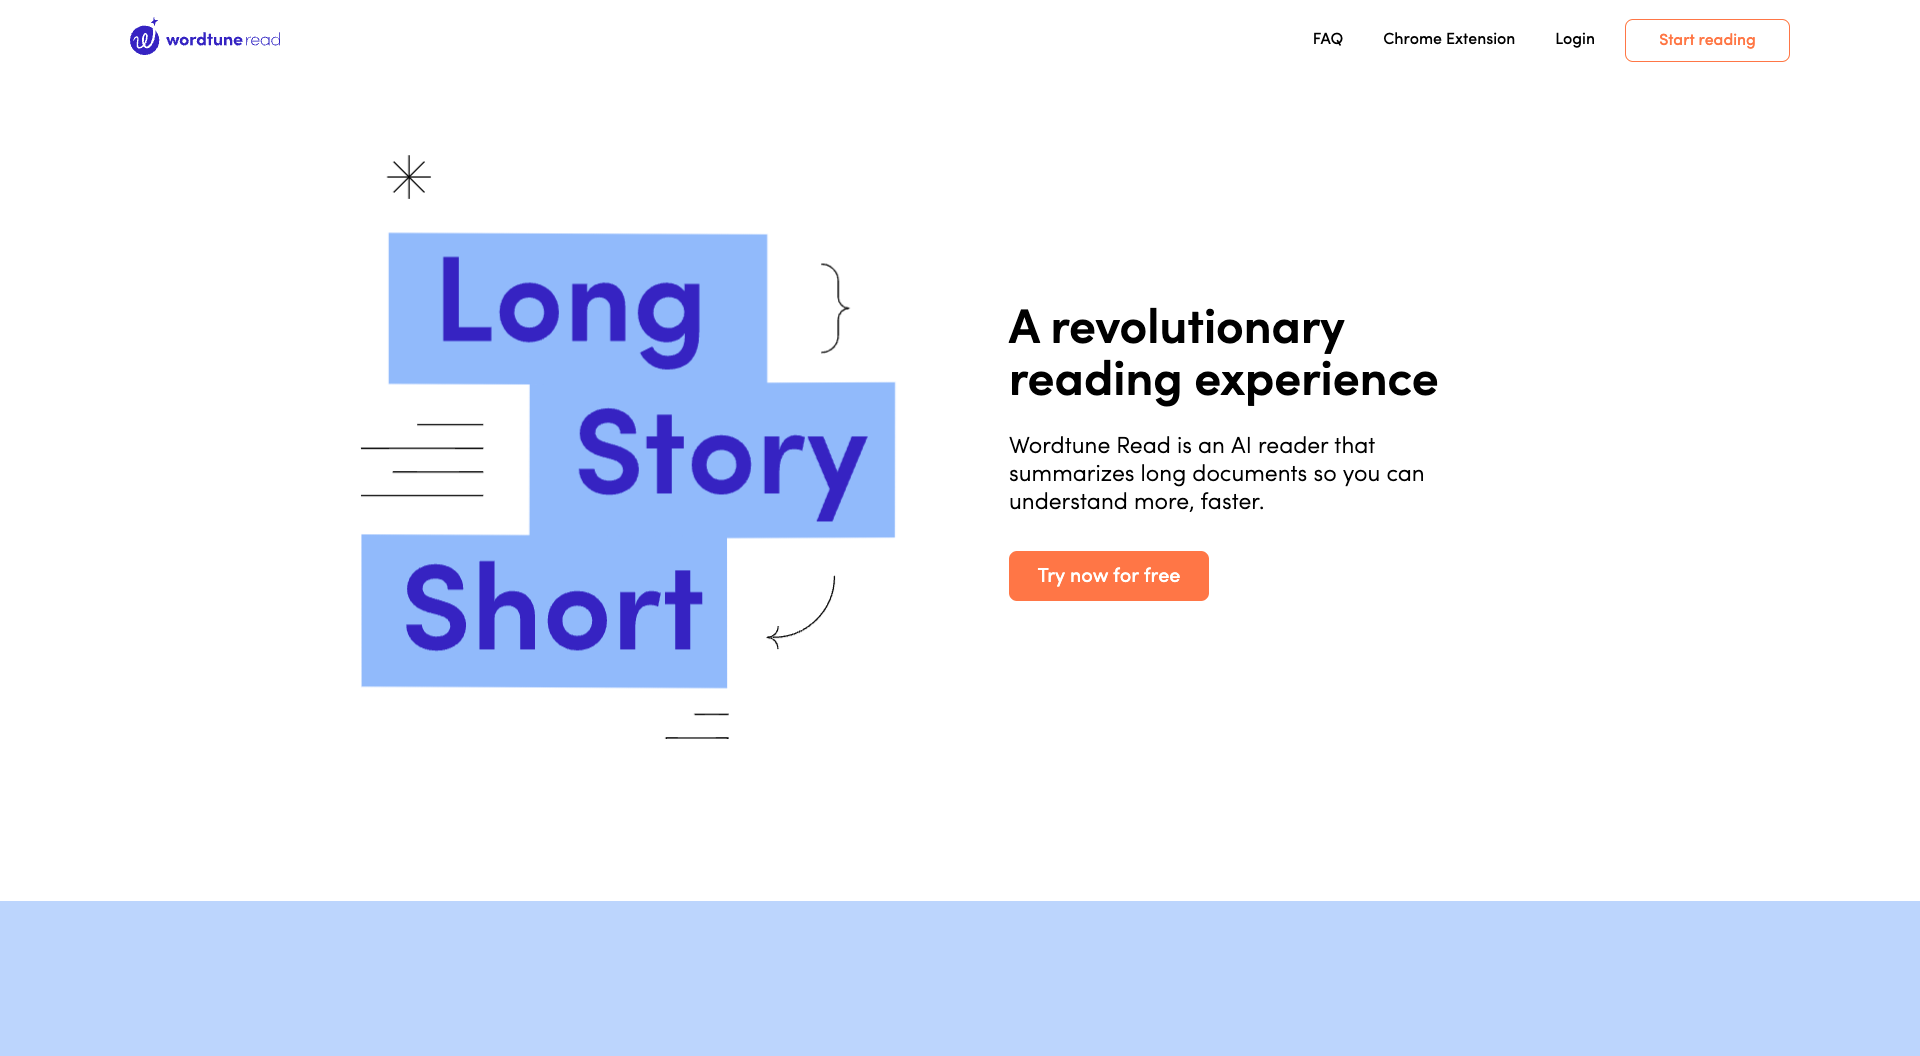 wordtune read
FAQ
Chrome Extension
Login
Start reading
Long
Story
Short
A revolutionary
reading experience
Wordtune Read is an AI reader that
summarizes long documents so you can
understand more, faster.
Try now for free